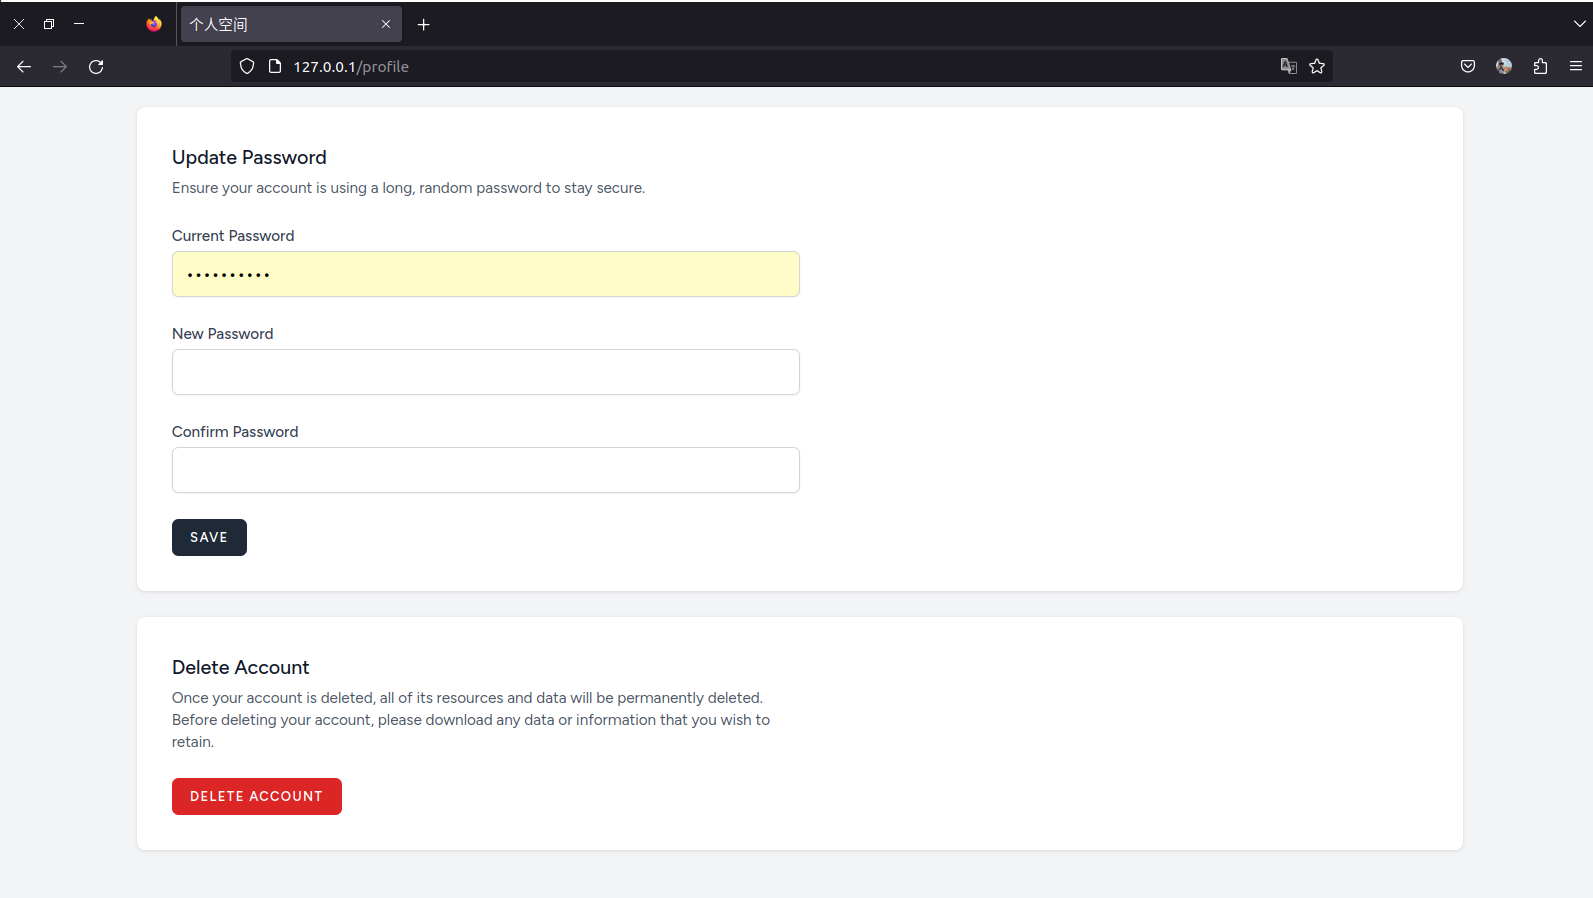 个人空间
127.0.0.1/profile
Update Password
Ensure your account is using a long, random password to stay secure.
Current Password
••••••••••
New Password
Confirm Password
SAVE
Delete Account
Once your account is deleted, all of its resources and data will be permanently deleted.
Before deleting your account, please download any data or information that you wish to
retain.
DELETE ACCOUNT